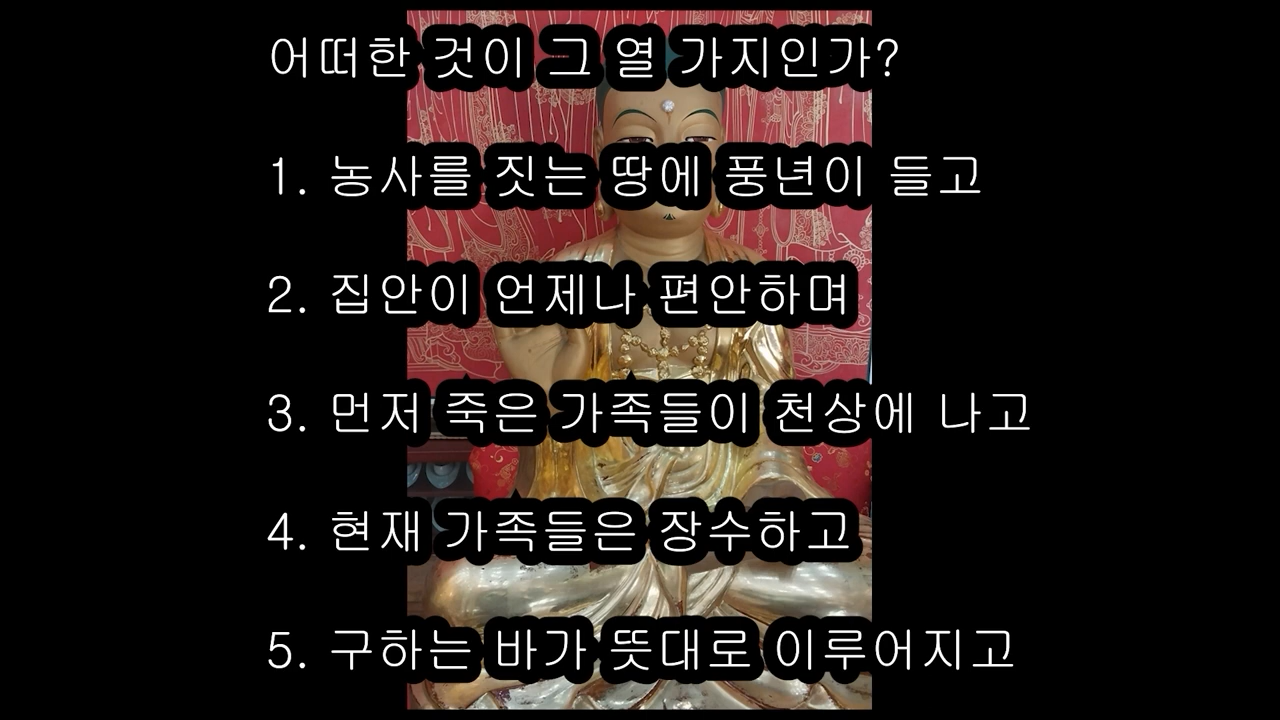 어떠한 것이 그 열 가지인가?
1. 농사를 짓는 땅에 풍년이 들고
2. 집안이 언제나 편안하며
3. 먼저 죽은 가족들이 천상에 나고
4. 현재 가족들은 장수하고
5. 구하는 바가 뜻대로 이루어지고